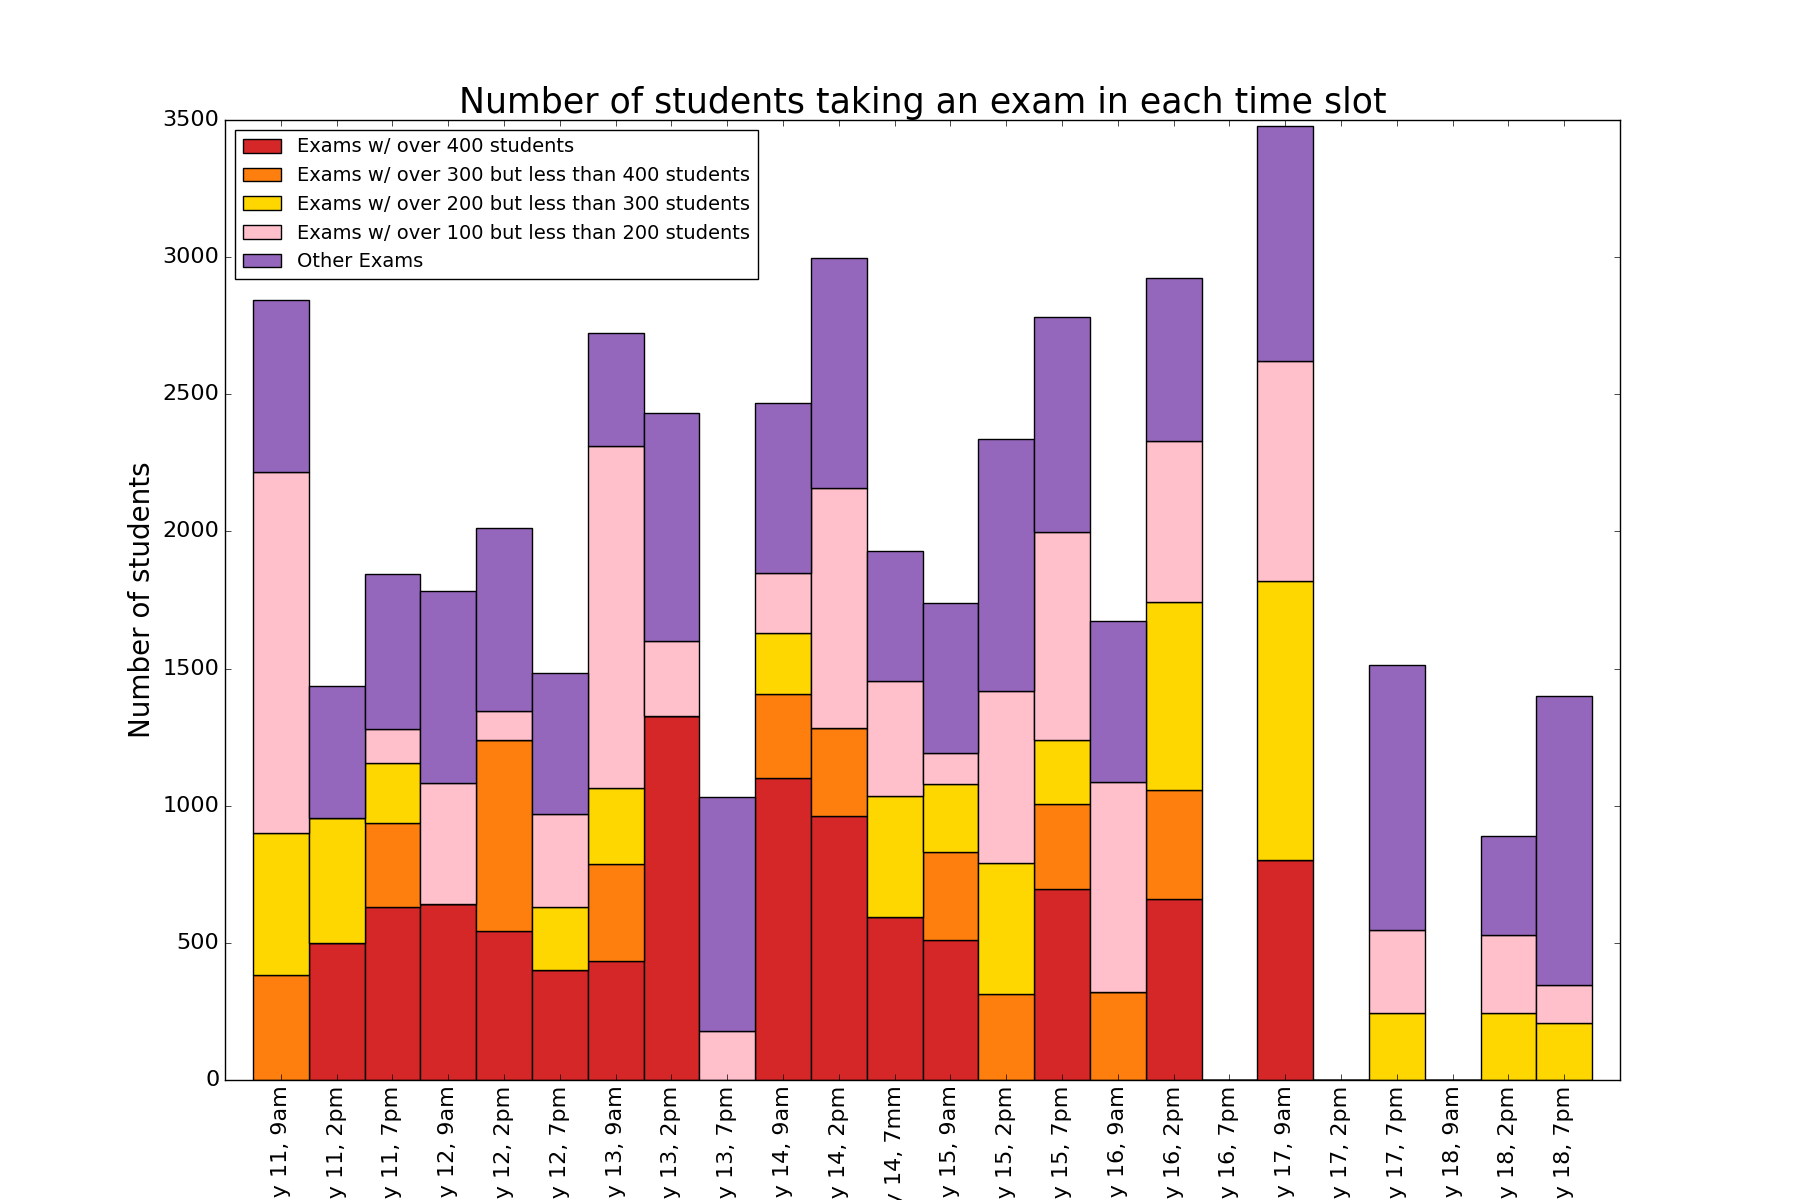 Number of students taking an exam in each time slot
Exams w/ over 400 students
Exams w/ over 300 but less than 400 students
Exams w/ over 200 but less than 300 students
Exams w/ over 100 but less than 200 students
Other Exams
Number of students
3500
3000
2500
2000
1500
1000
500
0
y 11, 9am
y 11, 2pm
y 11, 7pm
y 12, 9am
y 12, 2pm
y 12, 7pm
y 13, 9am
y 13, 2pm
y 13, 7pm
y 14, 9am
y 14, 2pm
y 14, 7mm
y 15, 9am
y 15, 2pm
y 15, 7pm
y 16, 9am
y 16, 2pm
y 16, 7pm
y 17, 9am
y 17, 2pm
y 17, 7pm
y 18, 9am
y 18, 2pm
y 18, 7pm